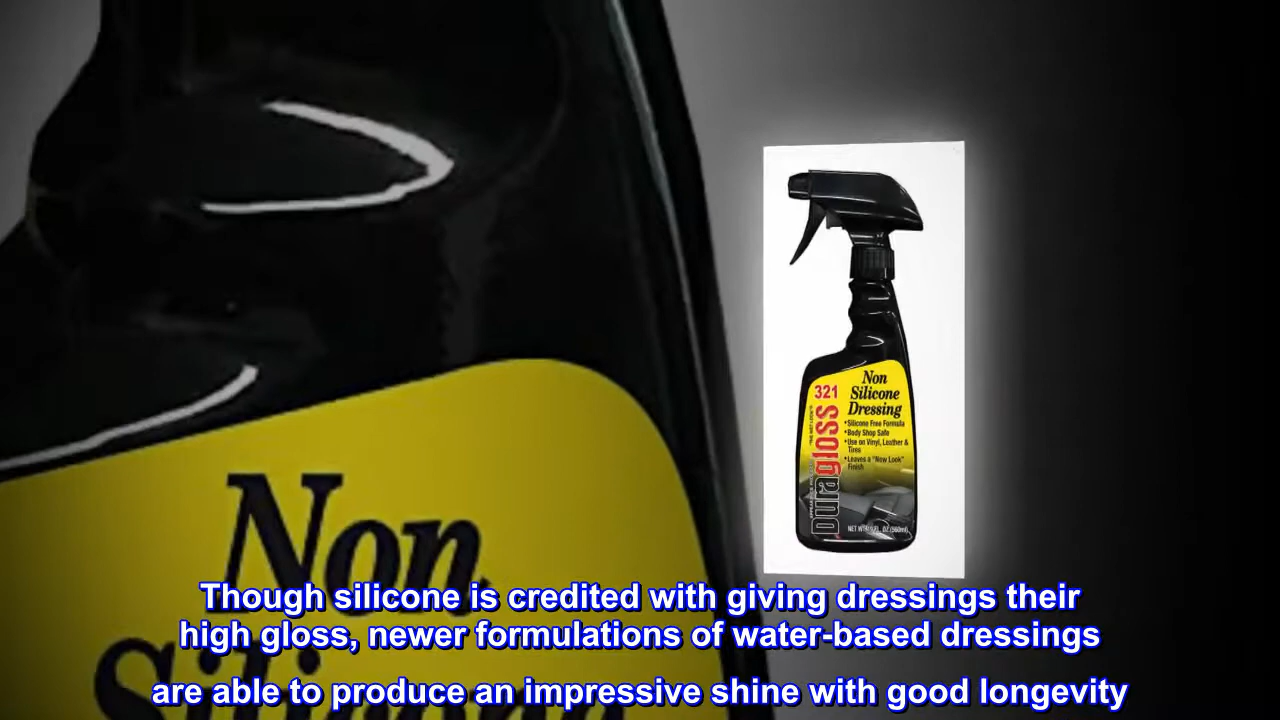 Non
Silicone
321
Non
Silicone
Dressing
Duragloss
•Silicone Free Formula
•Body Shop Safe
•Use on Vinyl, Leather &
Tires
•Leaves a "New Look"
Finish
Though silicone is credited with giving dressings their
high gloss, newer formulations of water-based dressings
are able to produce an impressive shine with good longevity